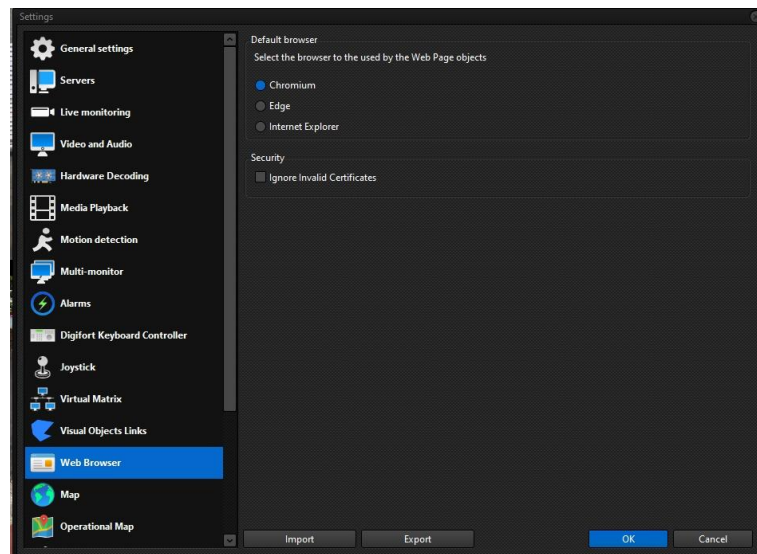 Settings
General settings
Servers
Live monitoring
Video and Audio
Hardware Decoding
Media Playback
Motion detection
Multi-monitor
Alarms
Digifort Keyboard Controller
Joystick
Virtual Matrix
Visual Objects Links
Web Browser
Map
Operational Map
Default browser
Select the browser to the used by the Web Page objects
Chromium
Edge
Internet Explorer
Security
Ignore Invalid Certificates
Import
Export
OK
Cancel